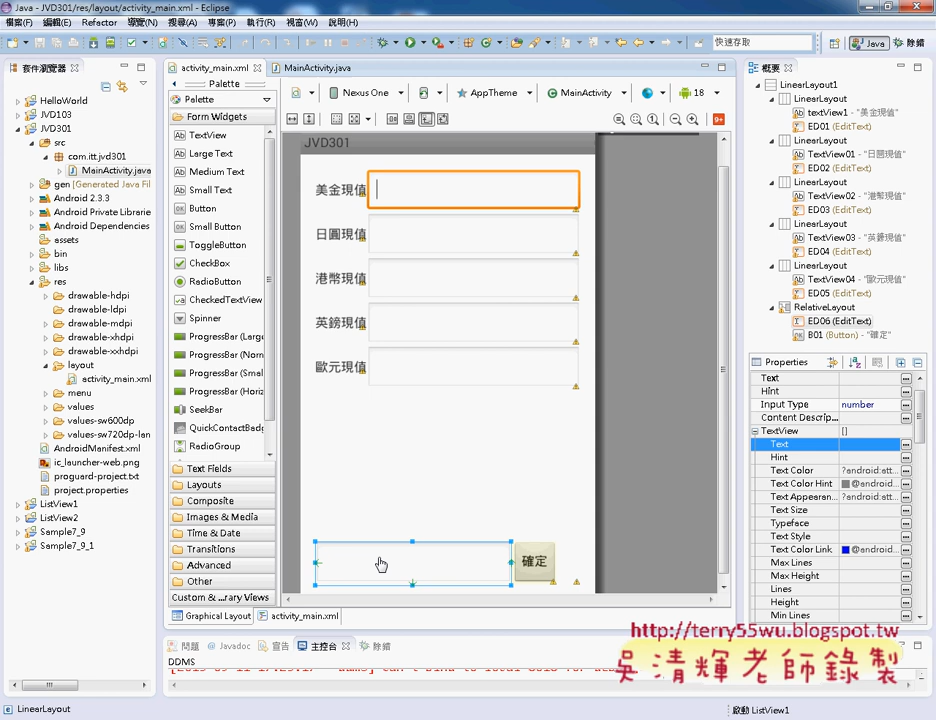 Java - JVD301/res/layout/activity_main.xml - Eclipse
檔案(F) 編輯(E) Refactor 導覽(N) 搜尋(A) 專案(P) 執行(R) 視窗(W) 說明(H)
快速存取
Java
除錯
套件瀏覽器
HelloWorld
JVD103
JVD301
src
com.itt.jvd301
MainActivity.java
gen [Generated Java Fil
Android 2.3.3
Android Private Librarie
Android Dependencies
assets
bin
libs
res
drawable-hdpi
drawable-ldpi
drawable-mdpi
drawable-xhdpi
drawable-xxhdpi
layout
activity_main.xml
menu
values
values-sw600dp
values-sw720dp-lan
AndroidManifest.xml
ic_launcher-web.png
proguard-project.txt
project.properties
ListView1
ListView2
Sample7_9
Sample7_9_1
activity_main.xml
MainActivity.java
Palette
Palette
Form Widgets
TextView
Large Text
Medium Text
Small Text
Button
Small Button
ToggleButton
CheckBox
RadioButton
CheckedTextView
Spinner
ProgressBar (Large
ProgressBar (Norn
ProgressBar (Smal
ProgressBar (Horiz
SeekBar
QuickContactBadg
RadioGroup
Text Fields
Layouts
Composite
Images & Media
Time & Date
Transitions
Advanced
Other
Custom & ...rary Views
Graphical Layout
activity_main.xml
Nexus One
AppTheme
MainActivity
18
9+
JVD301
美金現值
日圓現值
港幣現值
英鎊現值
歐元現值
確定
概要
LinearLayout1
LinearLayout
textView1 - "美金現值"
ED01 (EditText)
LinearLayout
TextView01 - "日圓現值"
ED02 (EditText)
LinearLayout
TextView02 - "港幣現值"
ED03 (EditText)
LinearLayout
TextView03 - "英鎊現值"
ED04 (EditText)
LinearLayout
TextView04 - "歐元現值"
ED05 (EditText)
RelativeLayout
ED06 (EditText)
B01 (Button) - "確定"
Properties
Text
Hint
Input Type number
Content Descrip...
TextView []
Text
Hint
Text Color ?android:att...
Text Color Hint @android...
Text Appearan... ?android:att...
Text Size
Typeface
Text Style
Text Color Link @android...
Max Lines
Max Height
Lines
Height
Min Lines
問題 Javadoc 宣告 主控台 除錯
DDMS
http://terry55wu.blogspot.tw
吳清輝老師錄製
LinearLayout
啟動 ListView1